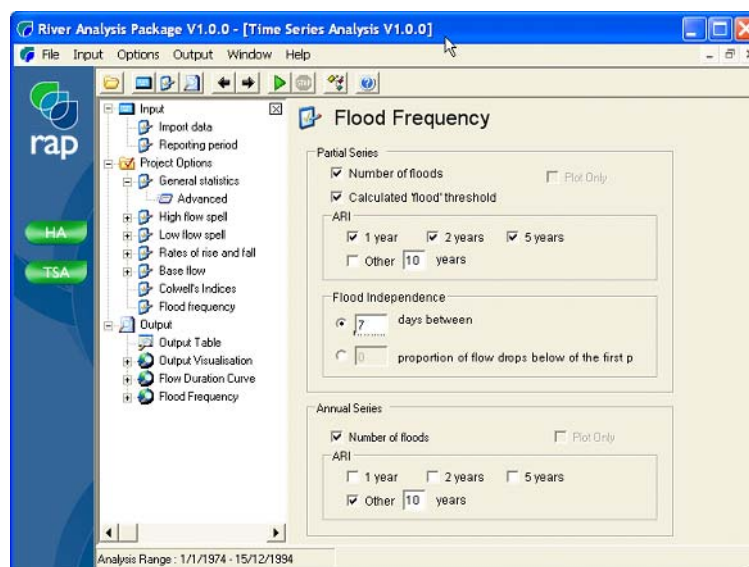 River Analysis Package V1.0.0 - [Time Series Analysis V1.0.0]
File Input Options Output Window Help
rap
HA
TSA
Input
Import data
Reporting period
Project Options
General statistics
Advanced
High flow spell
Low flow spell
Rates of rise and fall
Base flow
Colwell's Indices
Flood frequency
Output
Output Table
Output Visualisation
Flow Duration Curve
Flood Frequency
Flood Frequency
Partial Series
Number of floods Plot Only
Calculated 'flood' threshold
ARI
1 year 2 years 5 years
Other 10 years
Flood Independence
7 days between
0 proportion of flow drops below of the first p
Annual Series
Number of floods Plot Only
ARI
1 year 2 years 5 years
Other 10 years
Analysis Range : 1/1/1974 - 15/12/1994